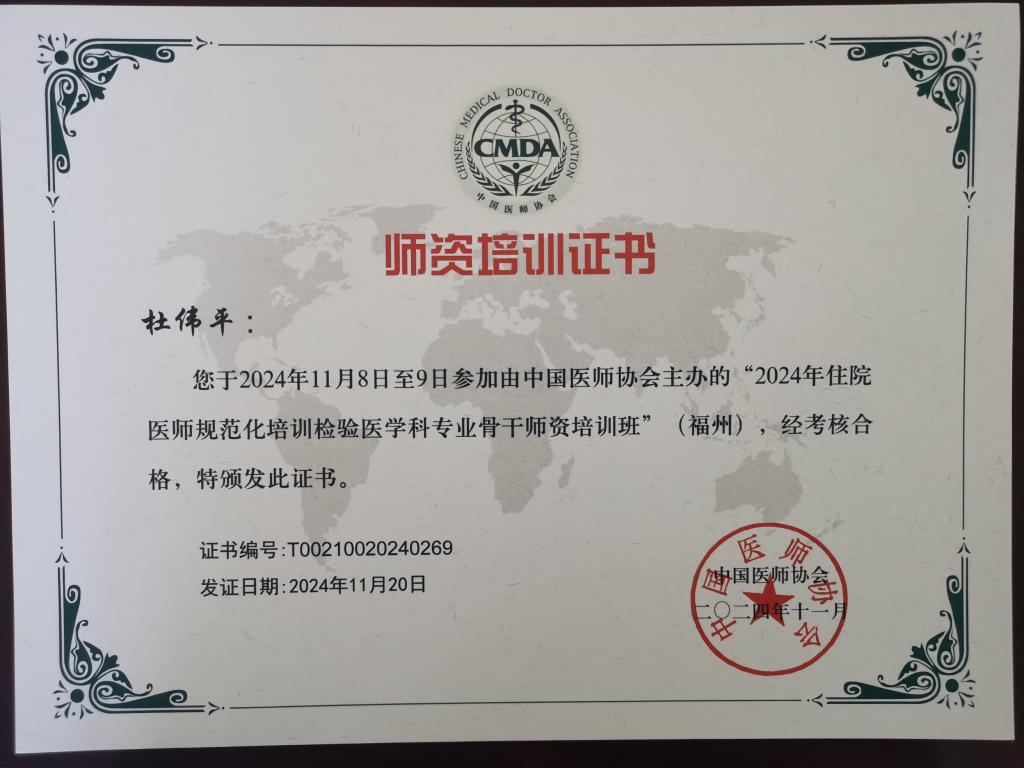 CHINESE MEDICAL DOCTOR ASSOCIATION
CMDA
中国医师协会
师资培训证书
杜伟平：
您于2024年11月8日至9日参加由中国医师协会主办的“2024年住院
医师规范化培训检验医学科专业骨干师资培训班”（福州），经考核合
格，特颁发此证书。
证书编号:T00210020240269
发证日期:2024年11月20日
中国医师协会
中国医师协会
二〇二四年十一月